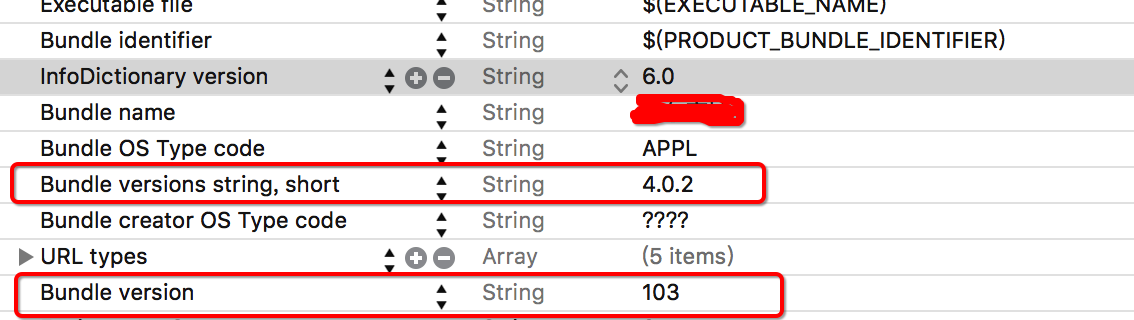 Executable file String $(EXECUTABLE_NAME)
Bundle identifier String $(PRODUCT_BUNDLE_IDENTIFIER)
InfoDictionary version String 6.0
Bundle name String
Bundle OS Type code String APPL
Bundle versions string, short String 4.0.2
Bundle creator OS Type code String ????
URL types Array (5 items)
Bundle version String 103